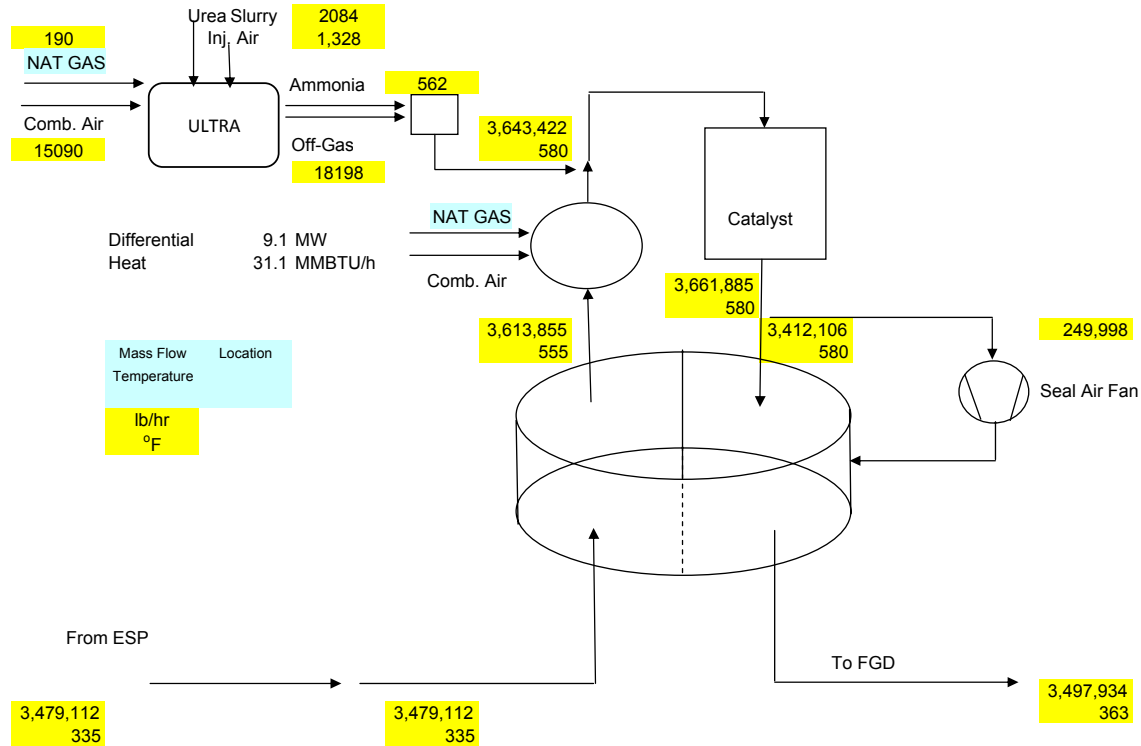 Urea Slurry 2084
190 Inj. Air 1,328
NAT GAS
Ammonia 562
Comb. Air ULTRA 3,643,422
15090 Off-Gas 580
18198
NAT GAS Catalyst
Differential 9.1 MW
Heat 31.1 MMBTU/h Comb. Air
3,661,885
580
3,613,855 3,412,106 249,998
555 580
Mass Flow Location
Temperature
Seal Air Fan
lb/hr
°F
From ESP
To FGD
3,479,112 3,479,112 3,497,934
335 335 363